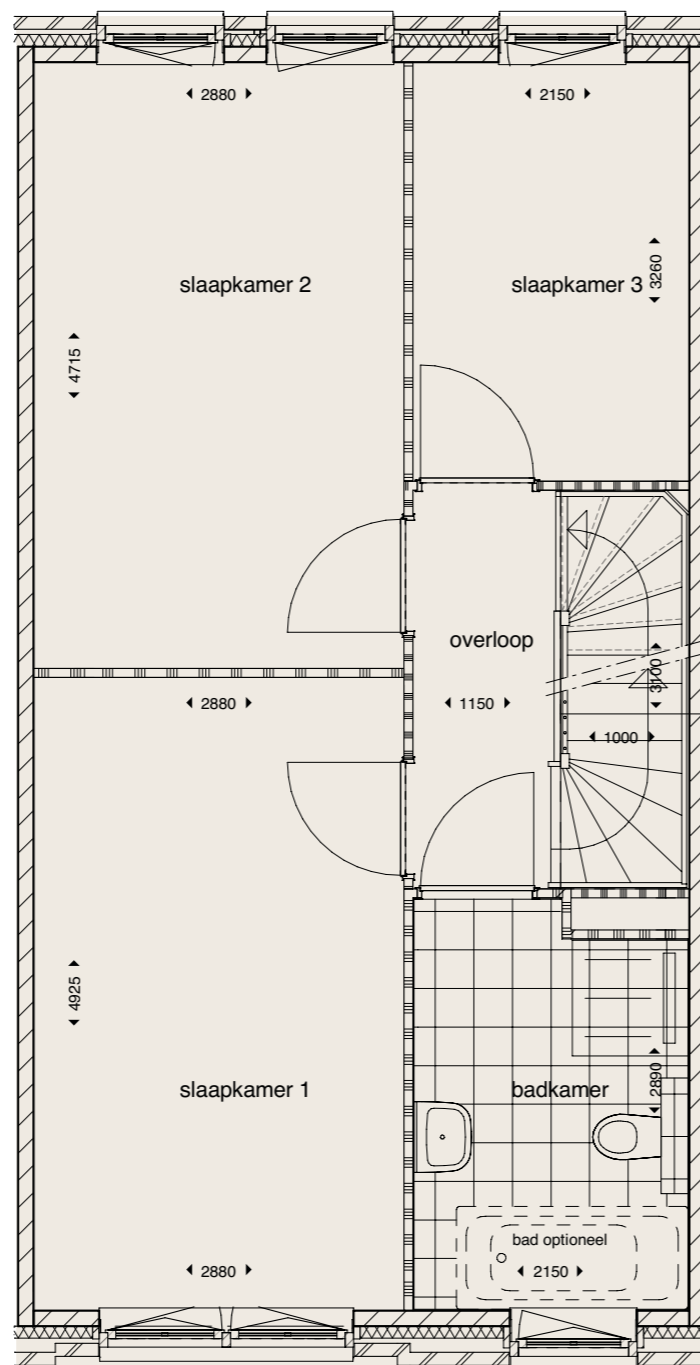 2880
2150
slaapkamer 2
slaapkamer 3
3260
4715
overloop
3100
2880
1150
1000
4925
slaapkamer 1
badkamer
2890
bad optioneel
2880
2150